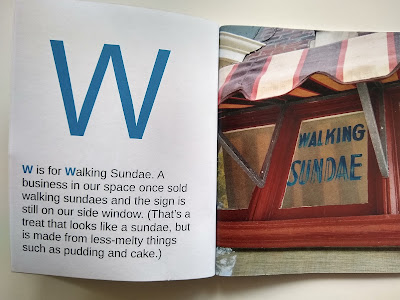 W
W is for Walking Sundae. A
business in our space once sold
walking sundaes and the sign is
still on our side window. (That's a
treat that looks like a sundae, but
is made from less-melty things
such as pudding and cake.)
WALKING
SUNDAE